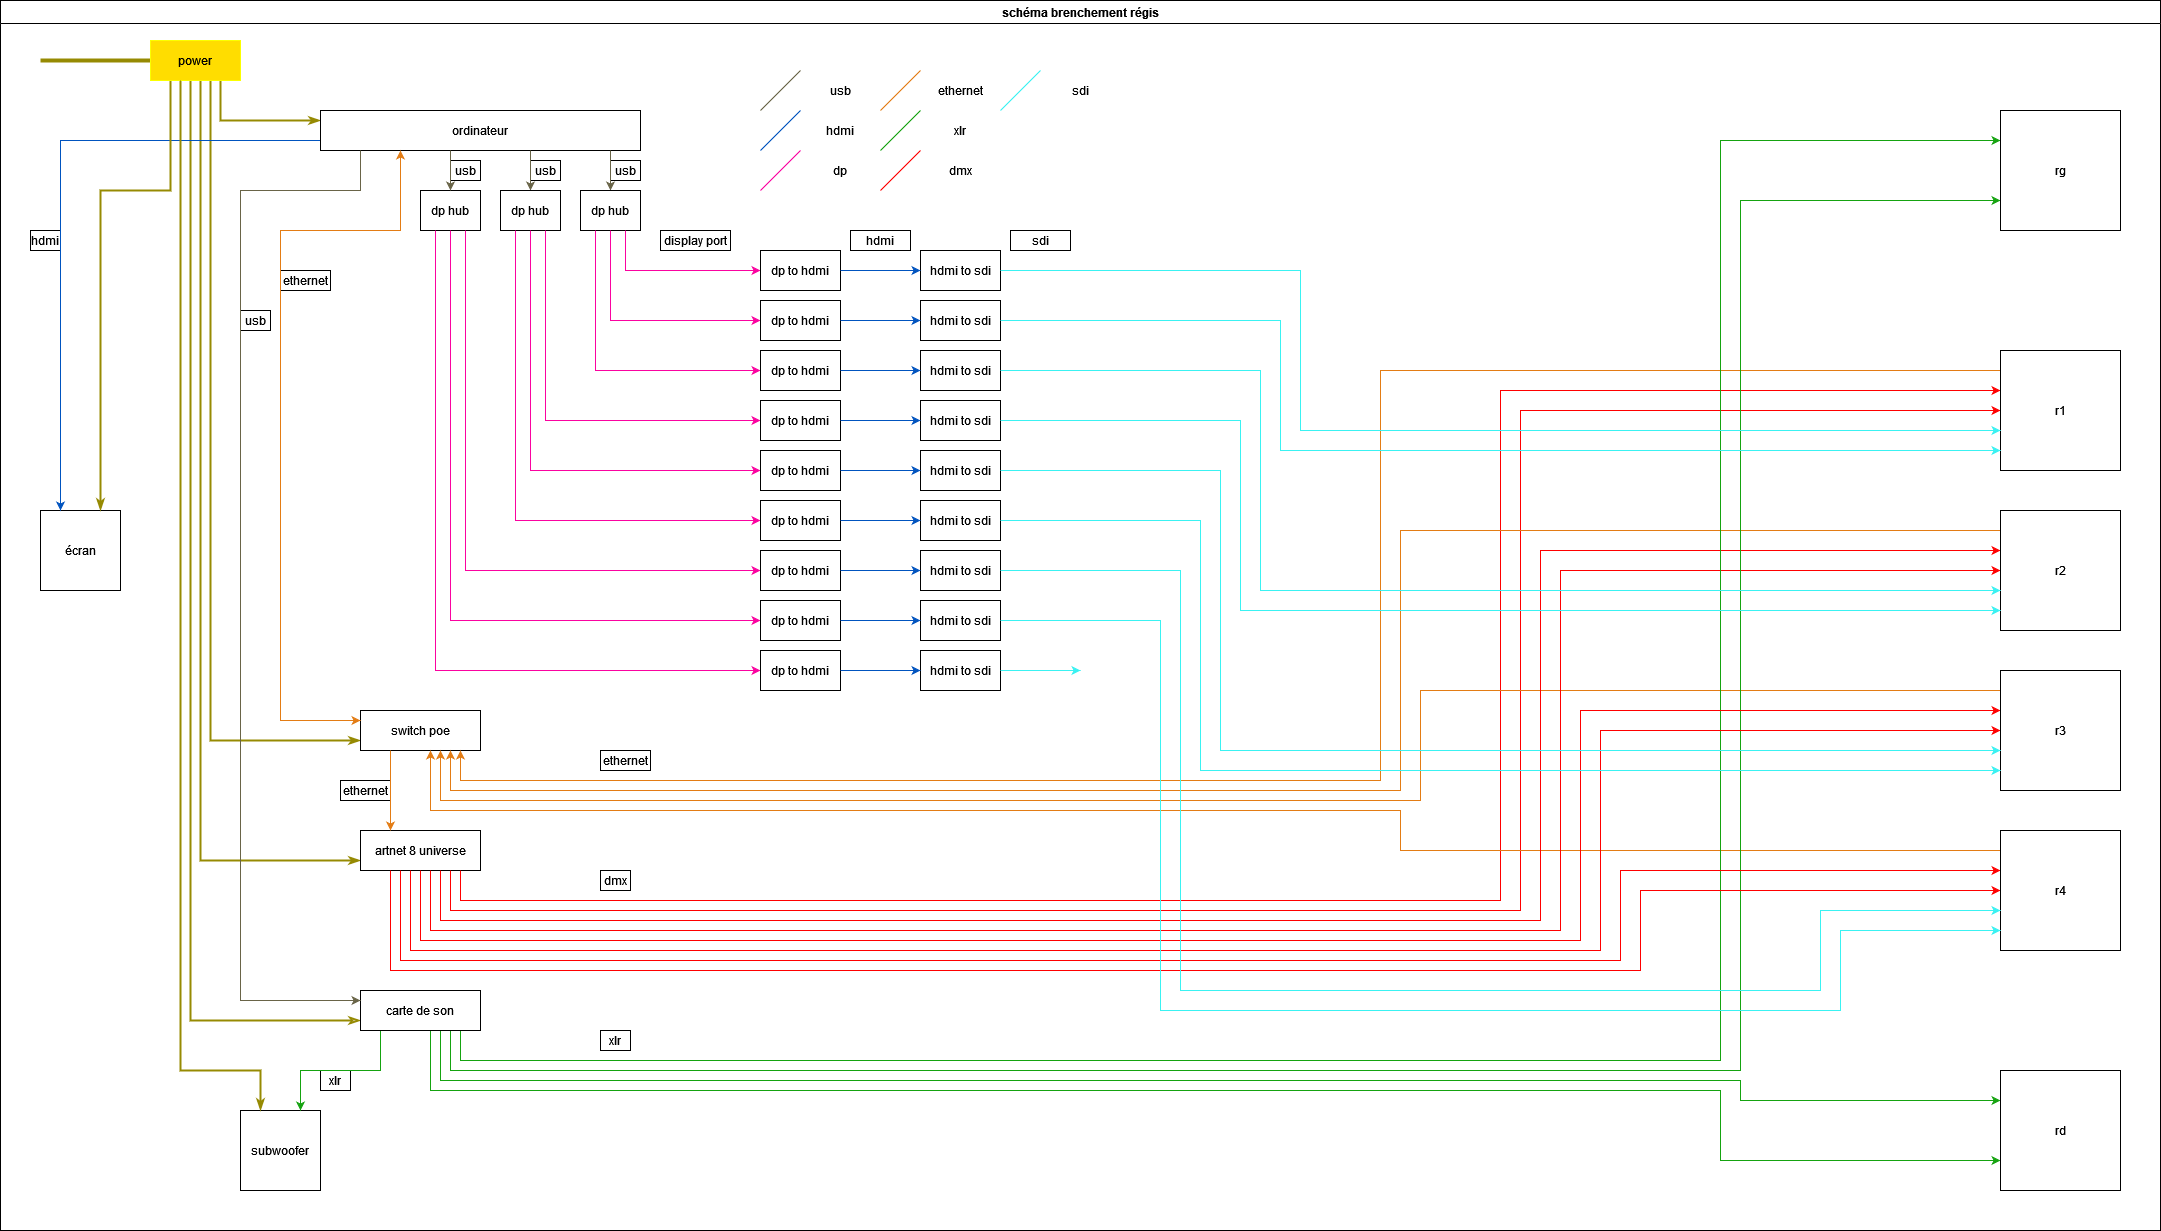 schéma brenchement régis
power
usb
ethernet
sdi
ordinateur
hdmi
xlr
dp
dmx
usb
usb
usb
rg
dp hub
dp hub
dp hub
hdmi
display port
hdmi
sdi
ethernet
dp to hdmi
hdmi to sdi
usb
dp to hdmi
hdmi to sdi
dp to hdmi
hdmi to sdi
r1
dp to hdmi
hdmi to sdi
dp to hdmi
hdmi to sdi
dp to hdmi
hdmi to sdi
écran
dp to hdmi
hdmi to sdi
r2
dp to hdmi
hdmi to sdi
dp to hdmi
hdmi to sdi
switch poe
r3
ethernet
ethernet
artnet 8 universe
dmx
r4
carte de son
xlr
xlr
subwoofer
rd